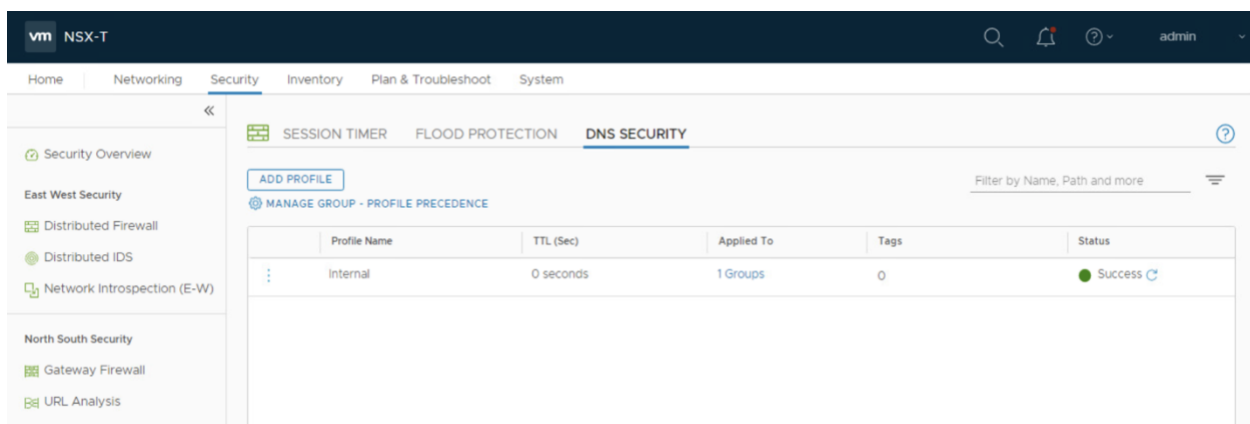 vm NSX-T admin
Home Networking Security Inventory Plan & Troubleshoot System
«
Security Overview
East West Security
Distributed Firewall
Distributed IDS
Network Introspection (E-W)
North South Security
Gateway Firewall
URL Analysis
SESSION TIMER FLOOD PROTECTION DNS SECURITY
ADD PROFILE
Filter by Name, Path and more
MANAGE GROUP - PROFILE PRECEDENCE
Profile Name TTL (Sec) Applied To Tags Status
Internal 0 seconds 1 Groups 0 Success